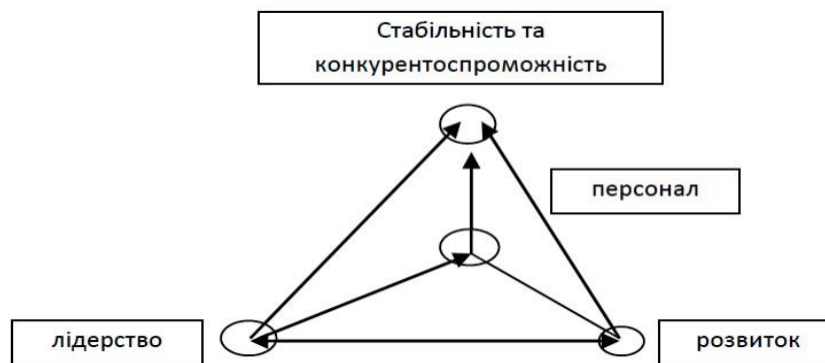 Стабільність та
конкурентоспроможність
персонал
лідерство
розвиток